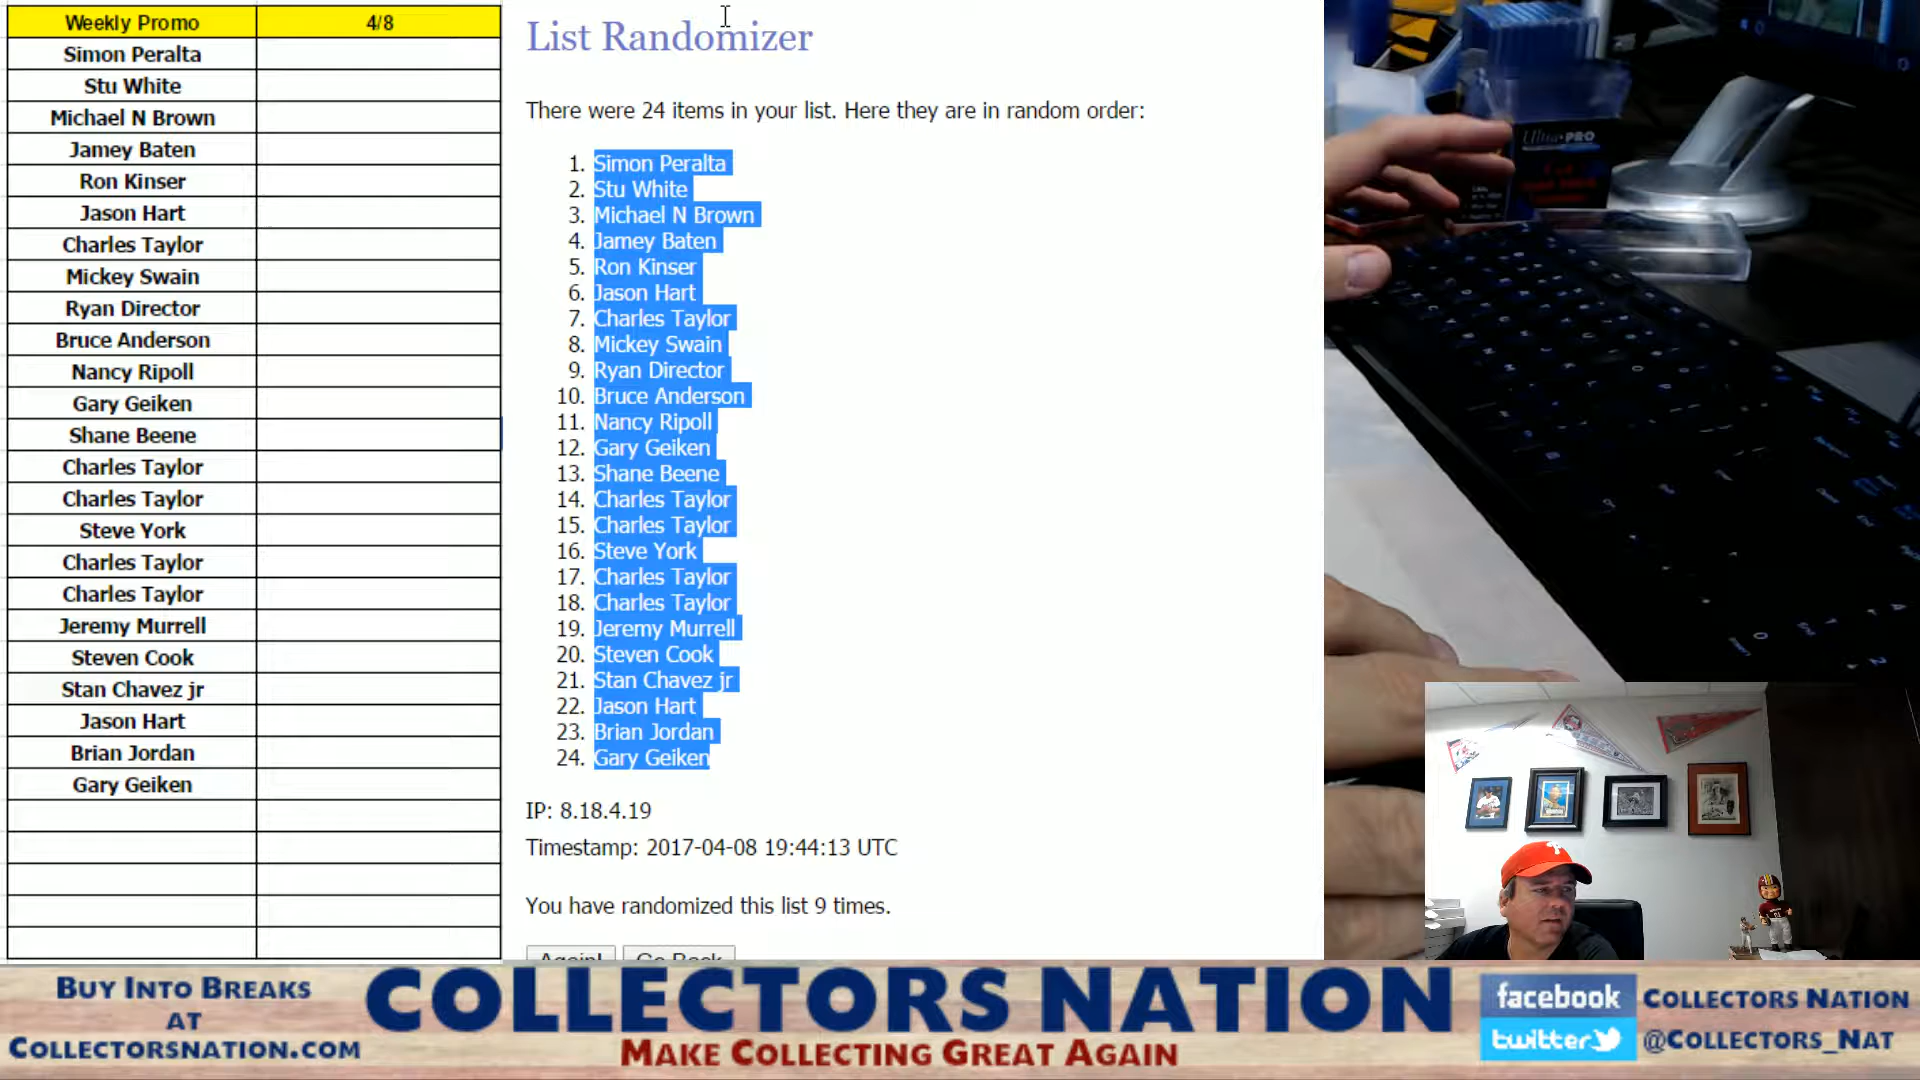 Weekly Promo 4/8
Simon Peralta
Stu White
Michael N Brown
Jamey Baten
Ron Kinser
Jason Hart
Charles Taylor
Mickey Swain
Ryan Director
Bruce Anderson
Nancy Ripoll
Gary Geiken
Shane Beene
Charles Taylor
Charles Taylor
Steve York
Charles Taylor
Charles Taylor
Jeremy Murrell
Steven Cook
Stan Chavez jr
Jason Hart
Brian Jordan
Gary Geiken
List Randomizer
There were 24 items in your list. Here they are in random order:
1. Simon Peralta
2. Stu White
3. Michael N Brown
4. Jamey Baten
5. Ron Kinser
6. Jason Hart
7. Charles Taylor
8. Mickey Swain
9. Ryan Director
10. Bruce Anderson
11. Nancy Ripoll
12. Gary Geiken
13. Shane Beene
14. Charles Taylor
15. Charles Taylor
16. Steve York
17. Charles Taylor
18. Charles Taylor
19. Jeremy Murrell
20. Steven Cook
21. Stan Chavez jr
22. Jason Hart
23. Brian Jordan
24. Gary Geiken
IP: 8.18.4.19
Timestamp: 2017-04-08 19:44:13 UTC
You have randomized this list 9 times.
Again! Go Back
Ultra PRO
BUY INTO BREAKS
AT
COLLECTORSNATION.COM
COLLECTORS NATION
MAKE COLLECTING GREAT AGAIN
facebook COLLECTORS NATION
twitter @COLLECTORS_NAT